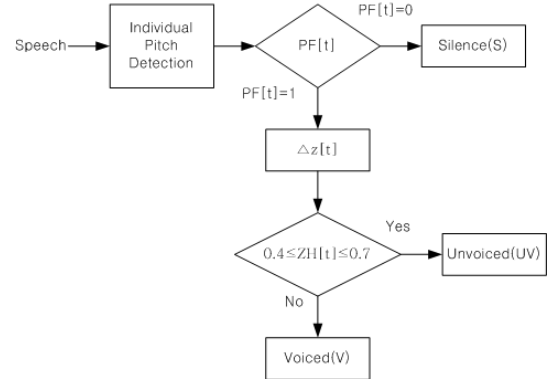 PF[t]=0
Speech
Individual
Pitch
Detection
PF[t]
Silence(S)
PF[t]=1
△z[t]
Yes
0.4≤ZH[t]≤0.7
Unvoiced(UV)
No
Voiced(V)